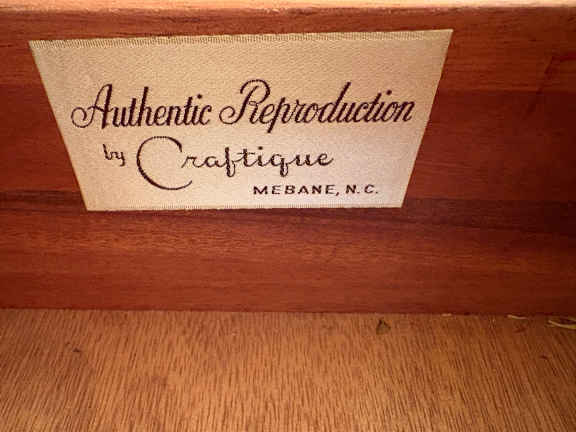 Authentic Reproduction
by Craftique
MEBANE, N.C.